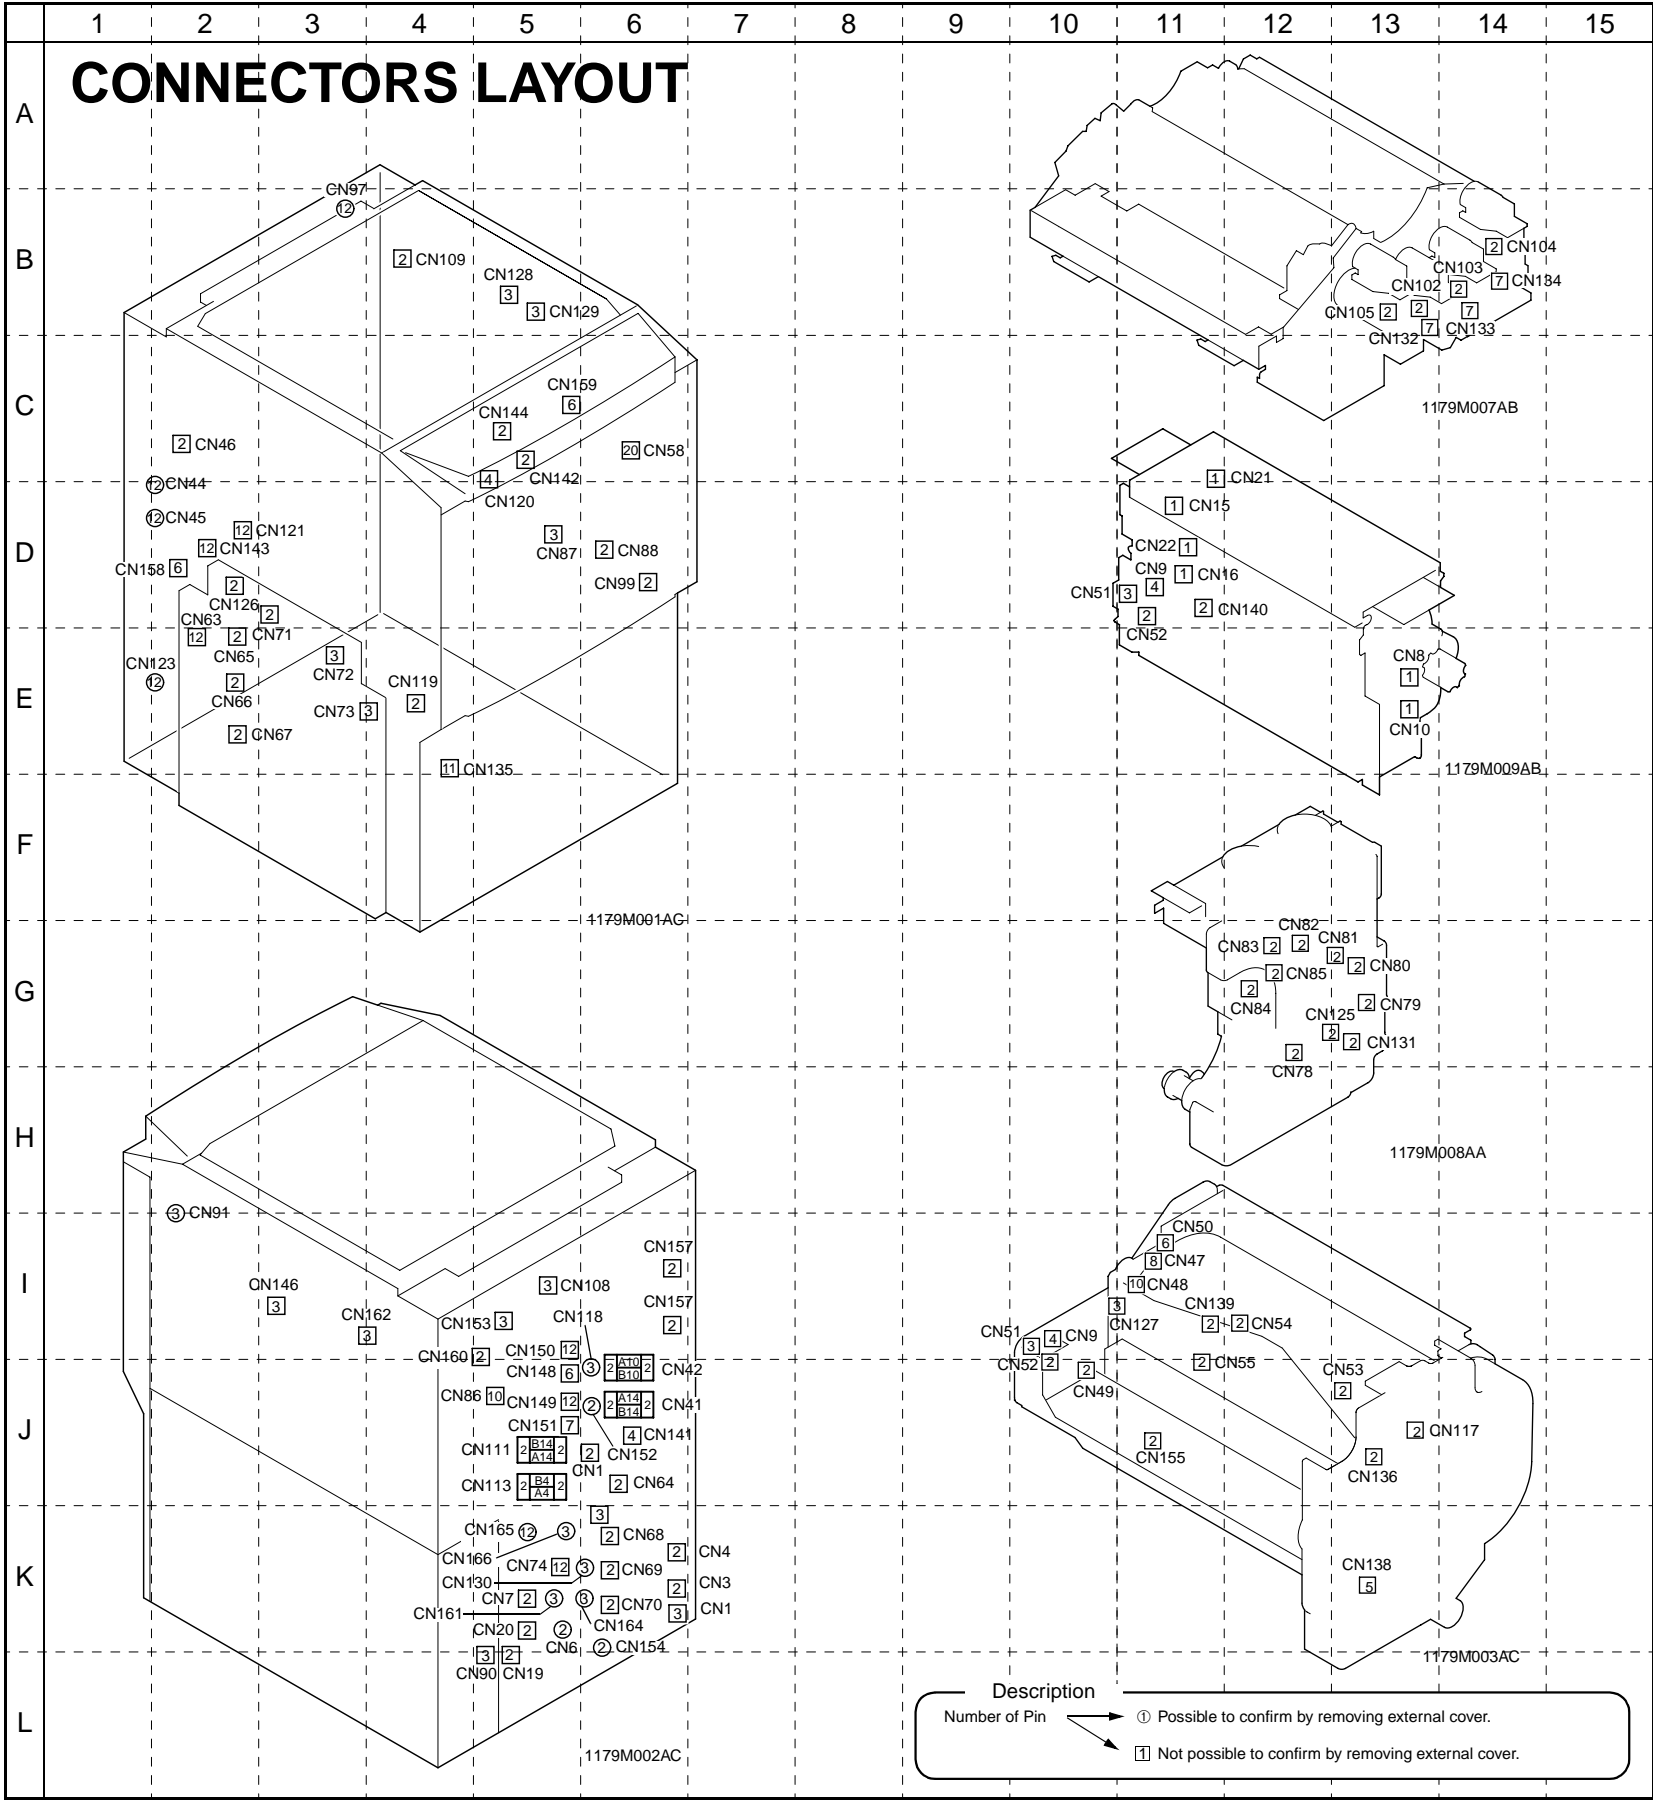 1 2 3 4 5 6 7 8 9 10 11 12 13 14 15
CONNECTORS LAYOUT
A
B
C
D
E
F
G
H
I
J
K
L
CN97
12
2 CN109
CN128
3
3 CN129
CN159
6
CN144
2
2
CN142
20 CN58
4
CN120
2 CN46
12 CN44
12 CN45
12 CN121
12 CN143
CN158 6
2
CN126
2
CN71
CN63
12
2
CN65
CN123
12
2
CN66
2 CN67
3
CN72
CN73 3
CN119
2
11 CN135
3
CN87
2 CN88
CN99 2
1179M001AC
3 CN91
CN146
3
CN162
3
CN157
2
3 CN108
CN157
2
CN153 3
CN118
3
CN160 2
CN150 12
CN148 6
2 A10 B10 2 CN42
CN86 10
CN149 12
2
CN152
2 A14 B14 2 CN41
CN151 7
4 CN141
CN111 2 B14 A14 2
2
CN1
CN113 2 B4 A4 2
2 CN64
3
CN165 12
3
CN166
2 CN68
2 CN4
CN74 12
3
CN130
2 CN69
2 CN3
CN7 2
3
CN161
3
CN164
2 CN70
3 CN1
CN20 2
2
CN6
2 CN154
3
CN90
2
CN19
1179M002AC
2 CN104
CN103
2
7 CN134
CN102
2
CN105 2
7
CN133
CN132
7
1179M007AB
1 CN21
1 CN15
CN22 1
CN9
4
1 CN16
CN51 3
2
CN52
2 CN140
CN8
1
1
CN10
1179M009AB
CN82
2
CN83 2
CN81
2
2 CN80
2 CN85
2
CN84
2 CN79
CN125
2
2 CN131
2
CN78
1179M008AA
CN50
6
8 CN47
10 CN48
3
CN127
CN139
2
2 CN54
CN51
3
4 CN9
CN52 2
2
CN49
2 CN55
CN53
2
2 CN117
2
CN155
2
CN136
CN138
5
1179M003AC
Description
Number of Pin
① Possible to confirm by removing external cover.
1 Not possible to confirm by removing external cover.